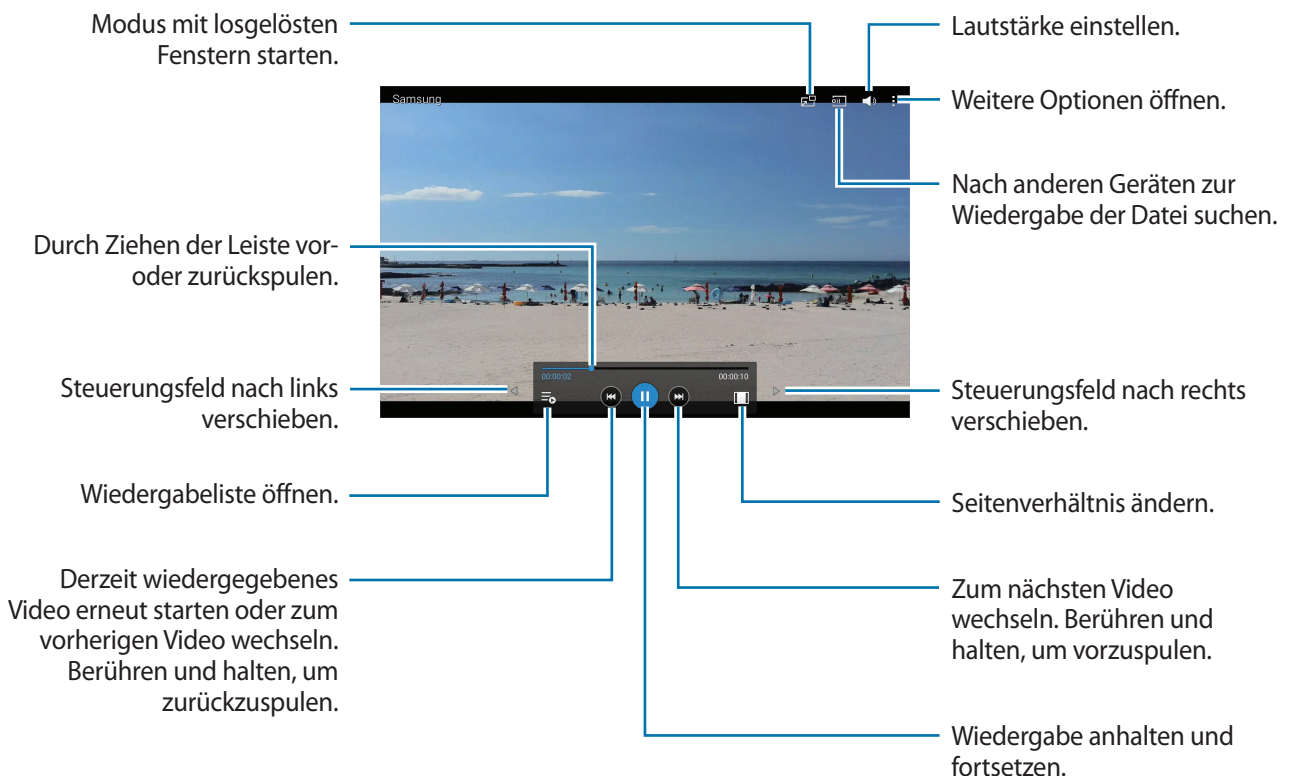 Modus mit losgelösten
Fenstern starten.
Lautstärke einstellen.
Samsung
Weitere Optionen öffnen.
Nach anderen Geräten zur
Wiedergabe der Datei suchen.
Durch Ziehen der Leiste vor-
oder zurückspulen.
00:00:02
00:00:10
Steuerungsfeld nach links
verschieben.
Steuerungsfeld nach rechts
verschieben.
Wiedergabeliste öffnen.
Seitenverhältnis ändern.
Derzeit wiedergegebenes
Video erneut starten oder zum
vorherigen Video wechseln.
Berühren und halten, um
zurückzuspulen.
Zum nächsten Video
wechseln. Berühren und
halten, um vorzuspulen.
Wiedergabe anhalten und
fortsetzen.